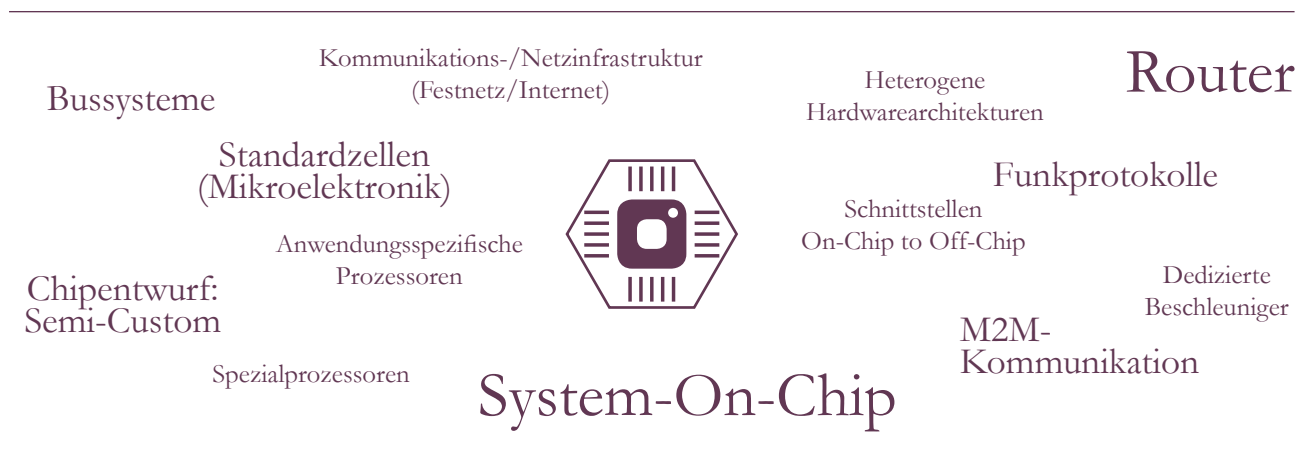 Kommunikations-/Netzinfrastruktur
(Festnetz/Internet)
Bussysteme
Heterogene
Hardwarearchitekturen
Router
Standardzellen
(Mikroelektronik)
Funkprotokolle
Schnittstellen
On-Chip to Off-Chip
Anwendungsspezifische
Prozessoren
Chipentwurf:
Semi-Custom
Dedizierte
Beschleuniger
M2M-
Kommunikation
Spezialprozessoren
System-On-Chip